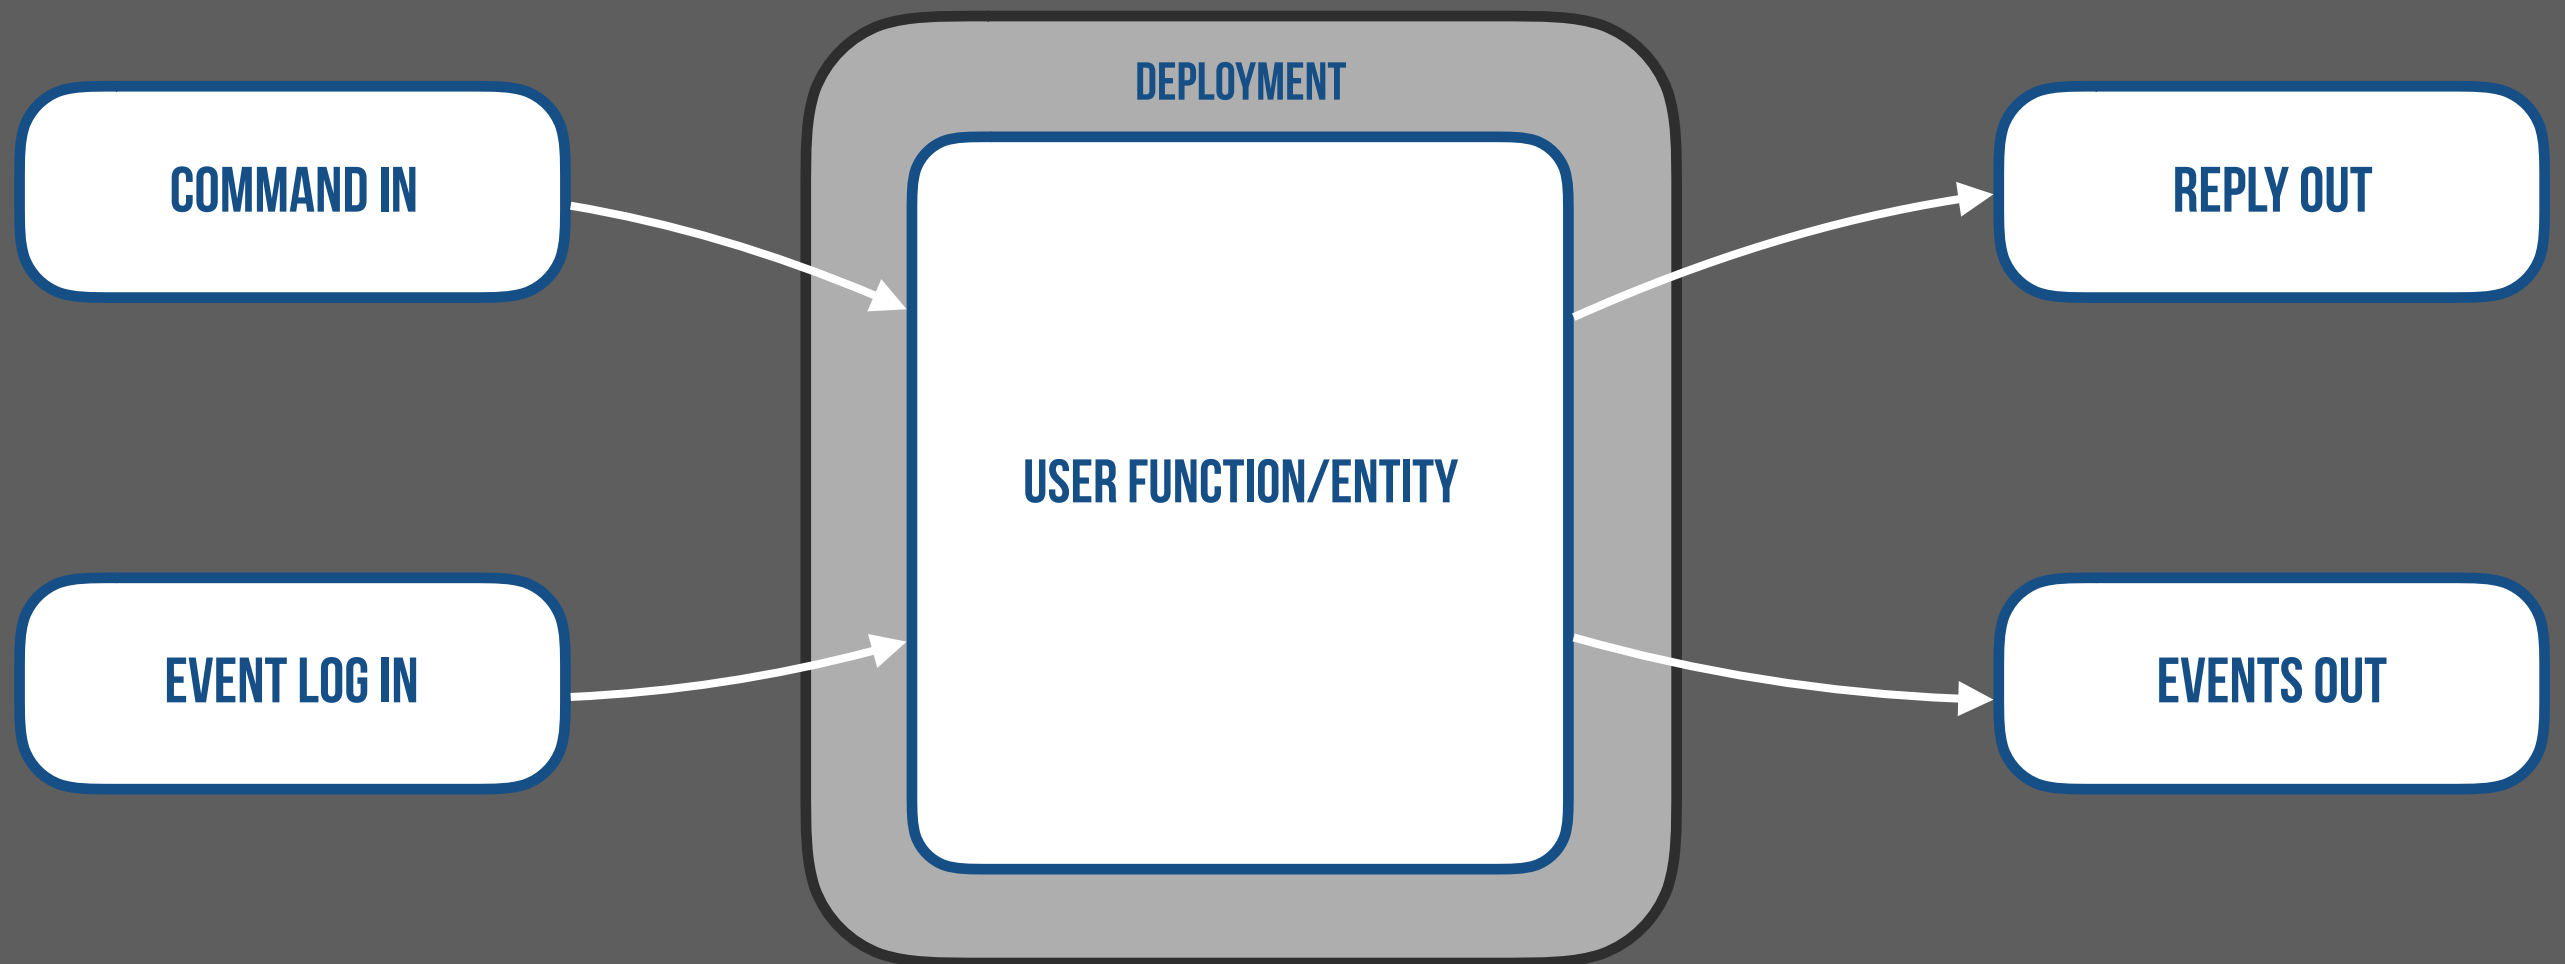 DEPLOYMENT
COMMAND IN
REPLY OUT
USER FUNCTION/ENTITY
EVENT LOG IN
EVENTS OUT